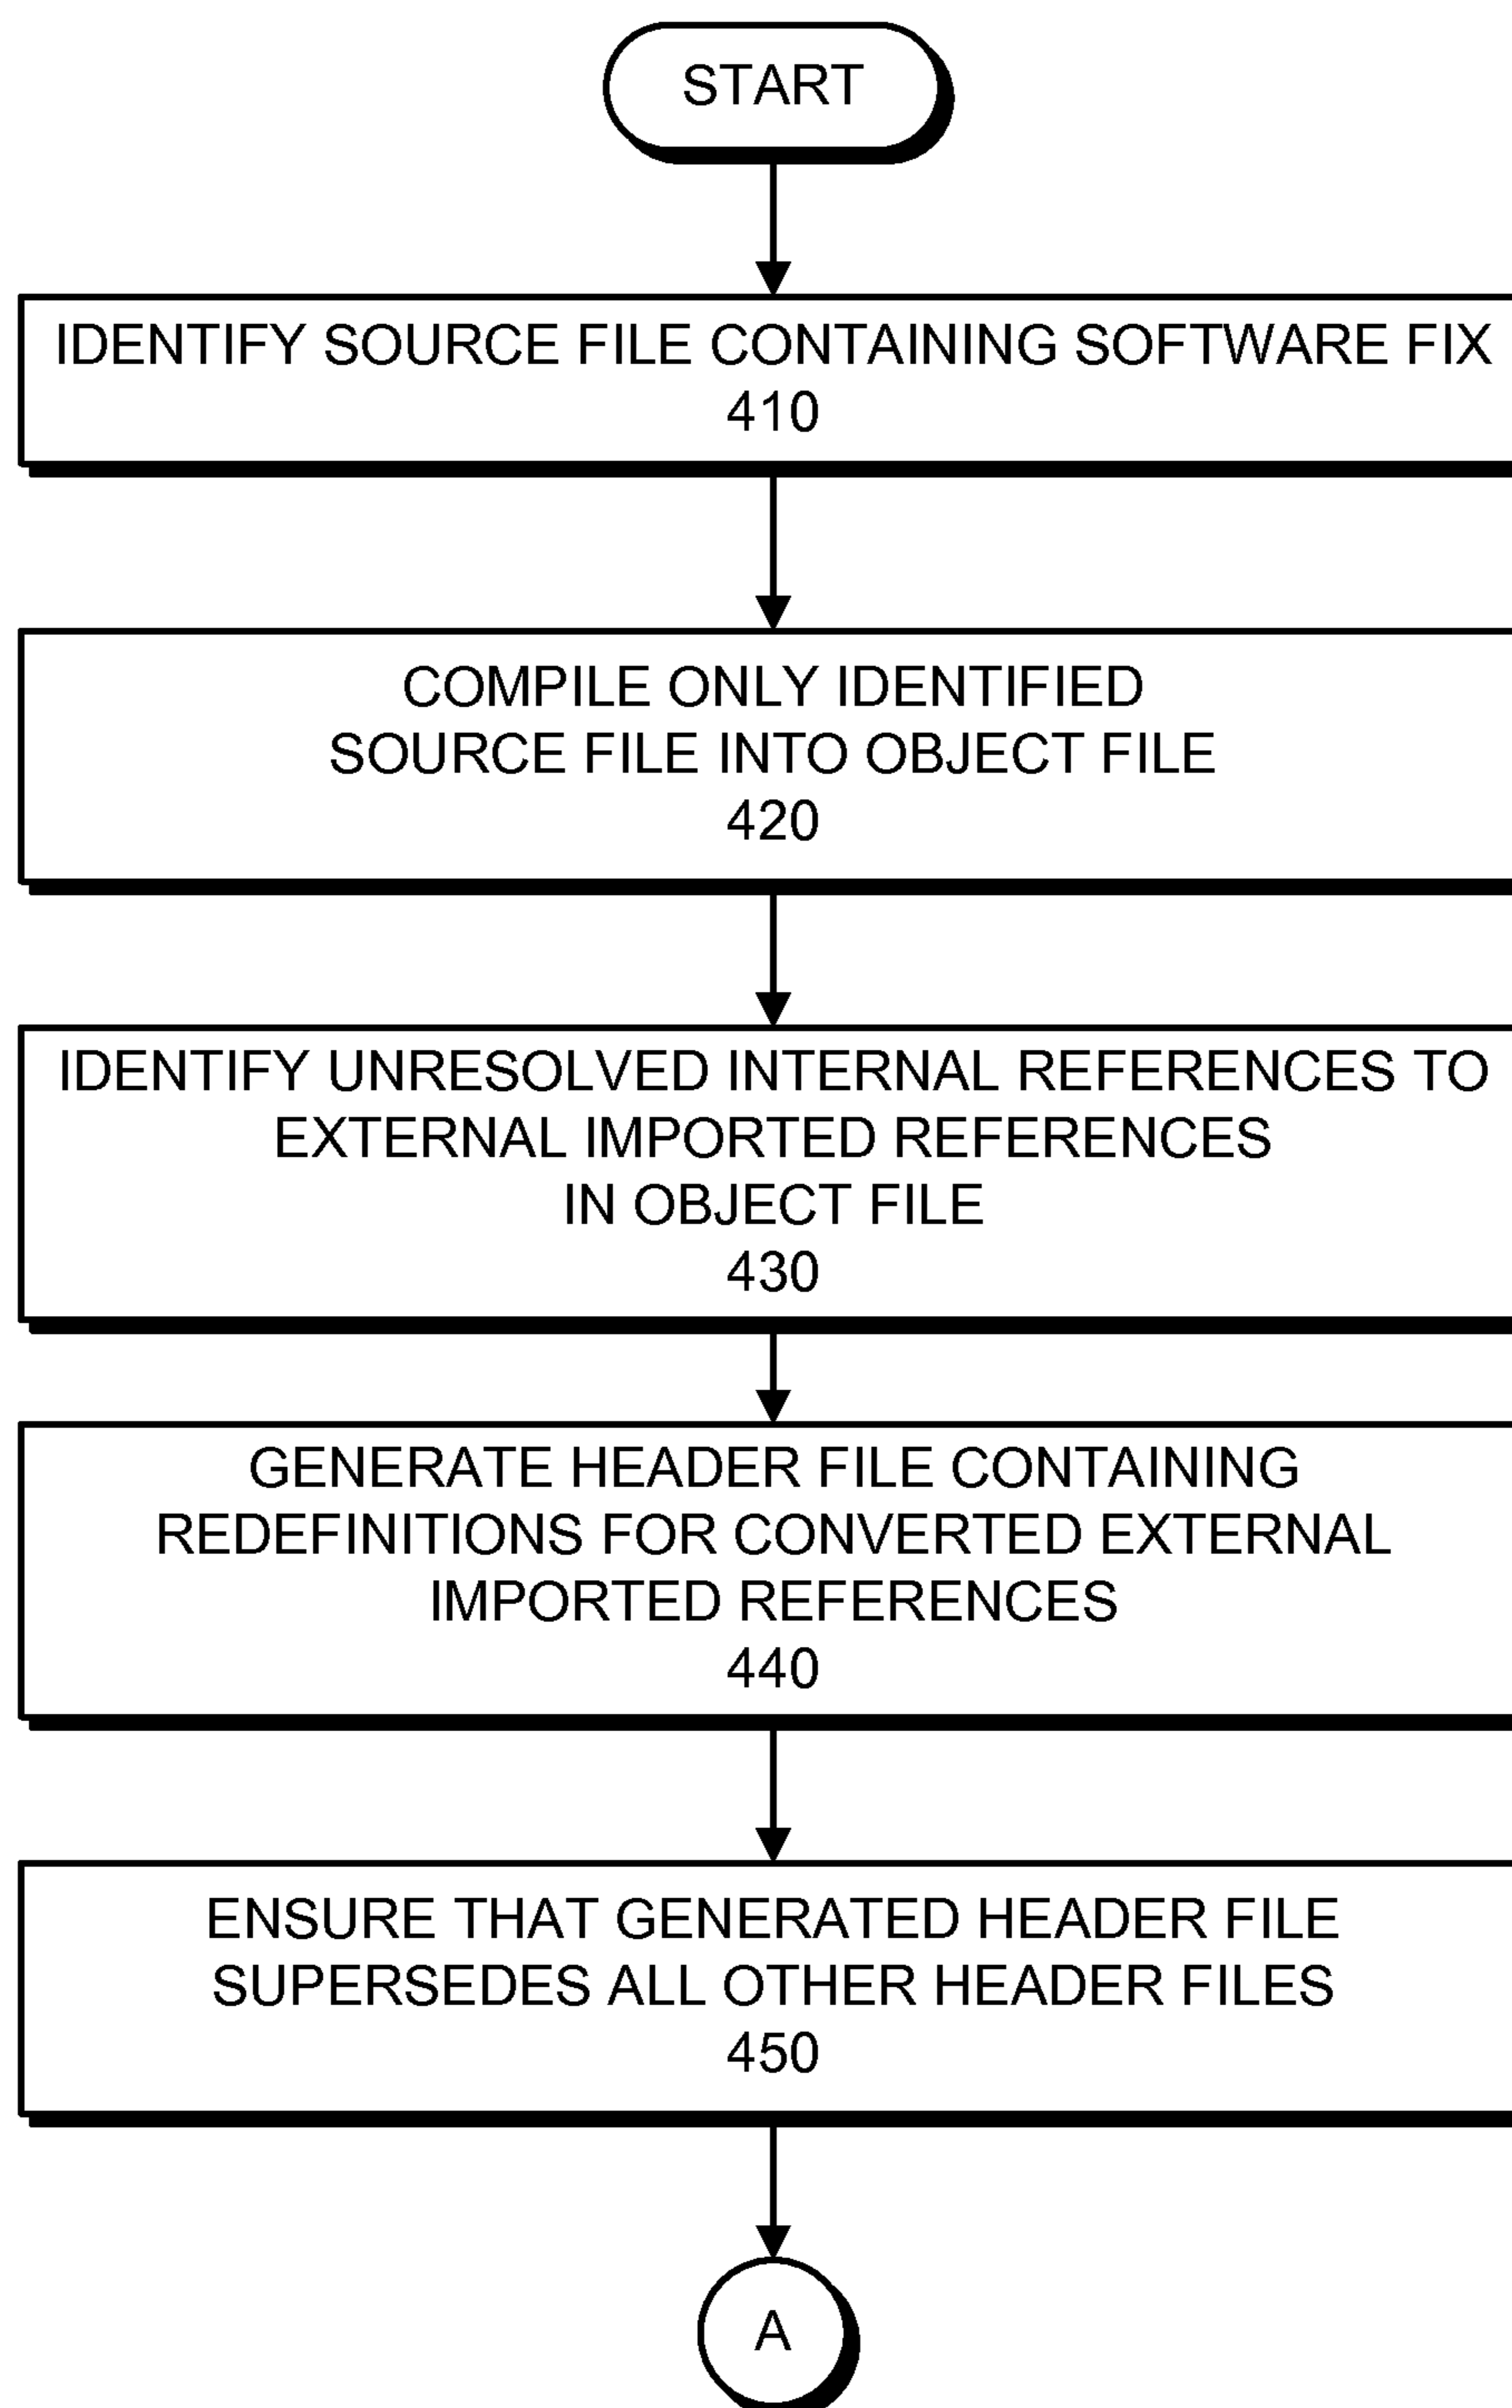 START
IDENTIFY SOURCE FILE CONTAINING SOFTWARE FIX
410
COMPILE ONLY IDENTIFIED
SOURCE FILE INTO OBJECT FILE
420
IDENTIFY UNRESOLVED INTERNAL REFERENCES TO
EXTERNAL IMPORTED REFERENCES
IN OBJECT FILE
430
GENERATE HEADER FILE CONTAINING
REDEFINITIONS FOR CONVERTED EXTERNAL
IMPORTED REFERENCES
440
ENSURE THAT GENERATED HEADER FILE
SUPERSEDES ALL OTHER HEADER FILES
450
A